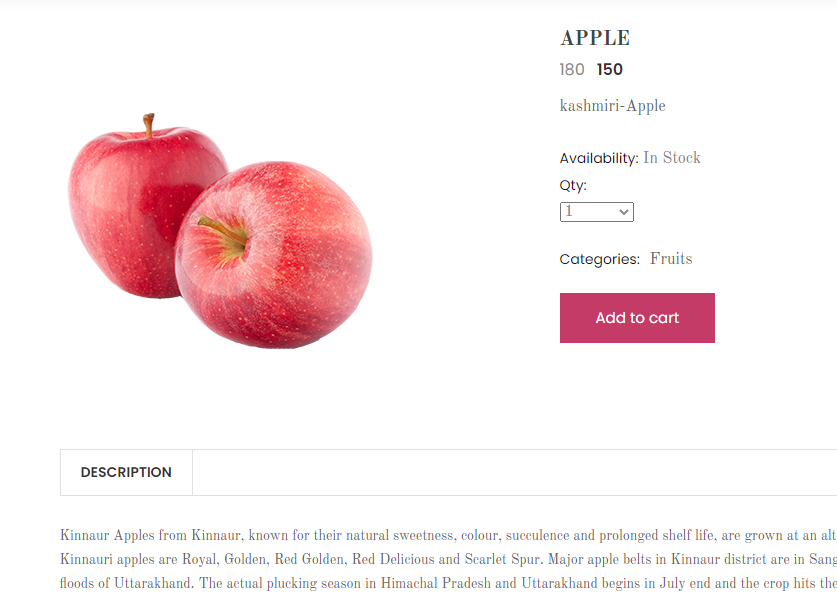 APPLE
180 150
kashmiri-Apple
Availability: In Stock
Qty:
1
Categories: Fruits
Add to cart
DESCRIPTION
Kinnaur Apples from Kinnaur, known for their natural sweetness, colour, succulence and prolonged shelf life, are grown at an alt
Kinnauri apples are Royal, Golden, Red Golden, Red Delicious and Scarlet Spur. Major apple belts in Kinnaur district are in Sang
floods of Uttarakhand. The actual plucking season in Himachal Pradesh and Uttarakhand begins in July end and the crop hits the